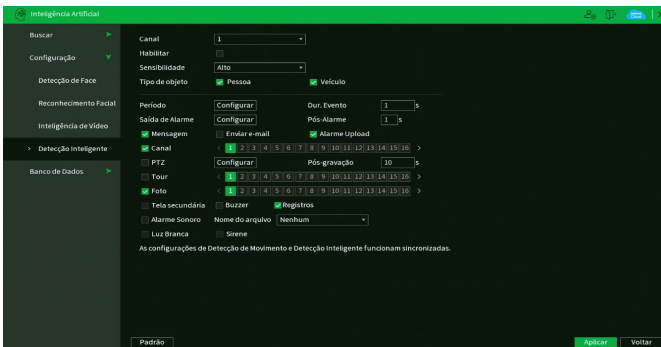 Inteligência Artificial
Buscar
Configuração
Detecção de Face
Reconhecimento Facial
Inteligência de Vídeo
> Detecção Inteligente
Banco de Dados
Canal 1
Habilitar
Sensibilidade Alto
Tipo de objeto Pessoa Veículo
Período Configurar Dur. Evento 1 s
Saída de Alarme Configurar Pós-Alarme 1 s
Mensagem Enviar e-mail Alarme Upload
Canal < 1 2 3 4 5 6 7 8 9 10 11 12 13 14 15 16 >
PTZ Configurar Pós-gravação 10 s
Tour < 1 2 3 4 5 6 7 8 9 10 11 12 13 14 15 16 >
Foto < 1 2 3 4 5 6 7 8 9 10 11 12 13 14 15 16 >
Tela secundária Buzzer Registros
Alarme Sonoro Nome do arquivo Nenhum
Luz Branca Sirene
As configurações de Detecção de Movimento e Detecção Inteligente funcionam sincronizadas.
Padrão Aplicar Voltar